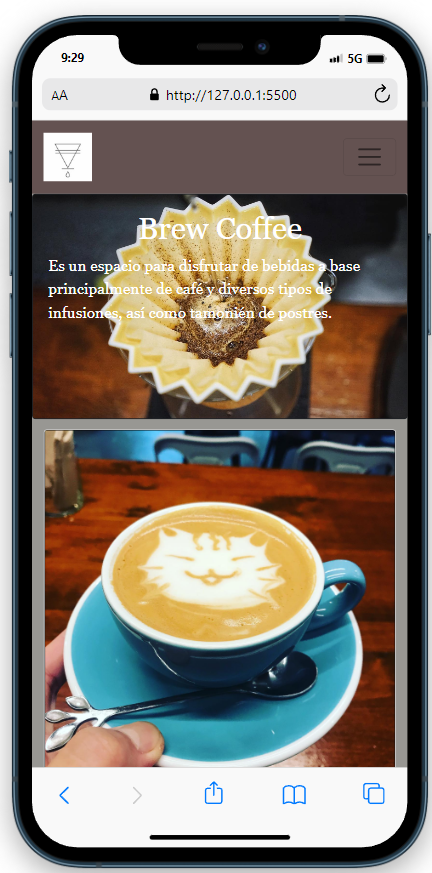 9:29
5G
AA
http://127.0.0.1:5500
Brew Coffee
Es un espacio para disfrutar de bebidas a base
principalmente de café y diversos tipos de
infusiones, así como tambnién de postres.